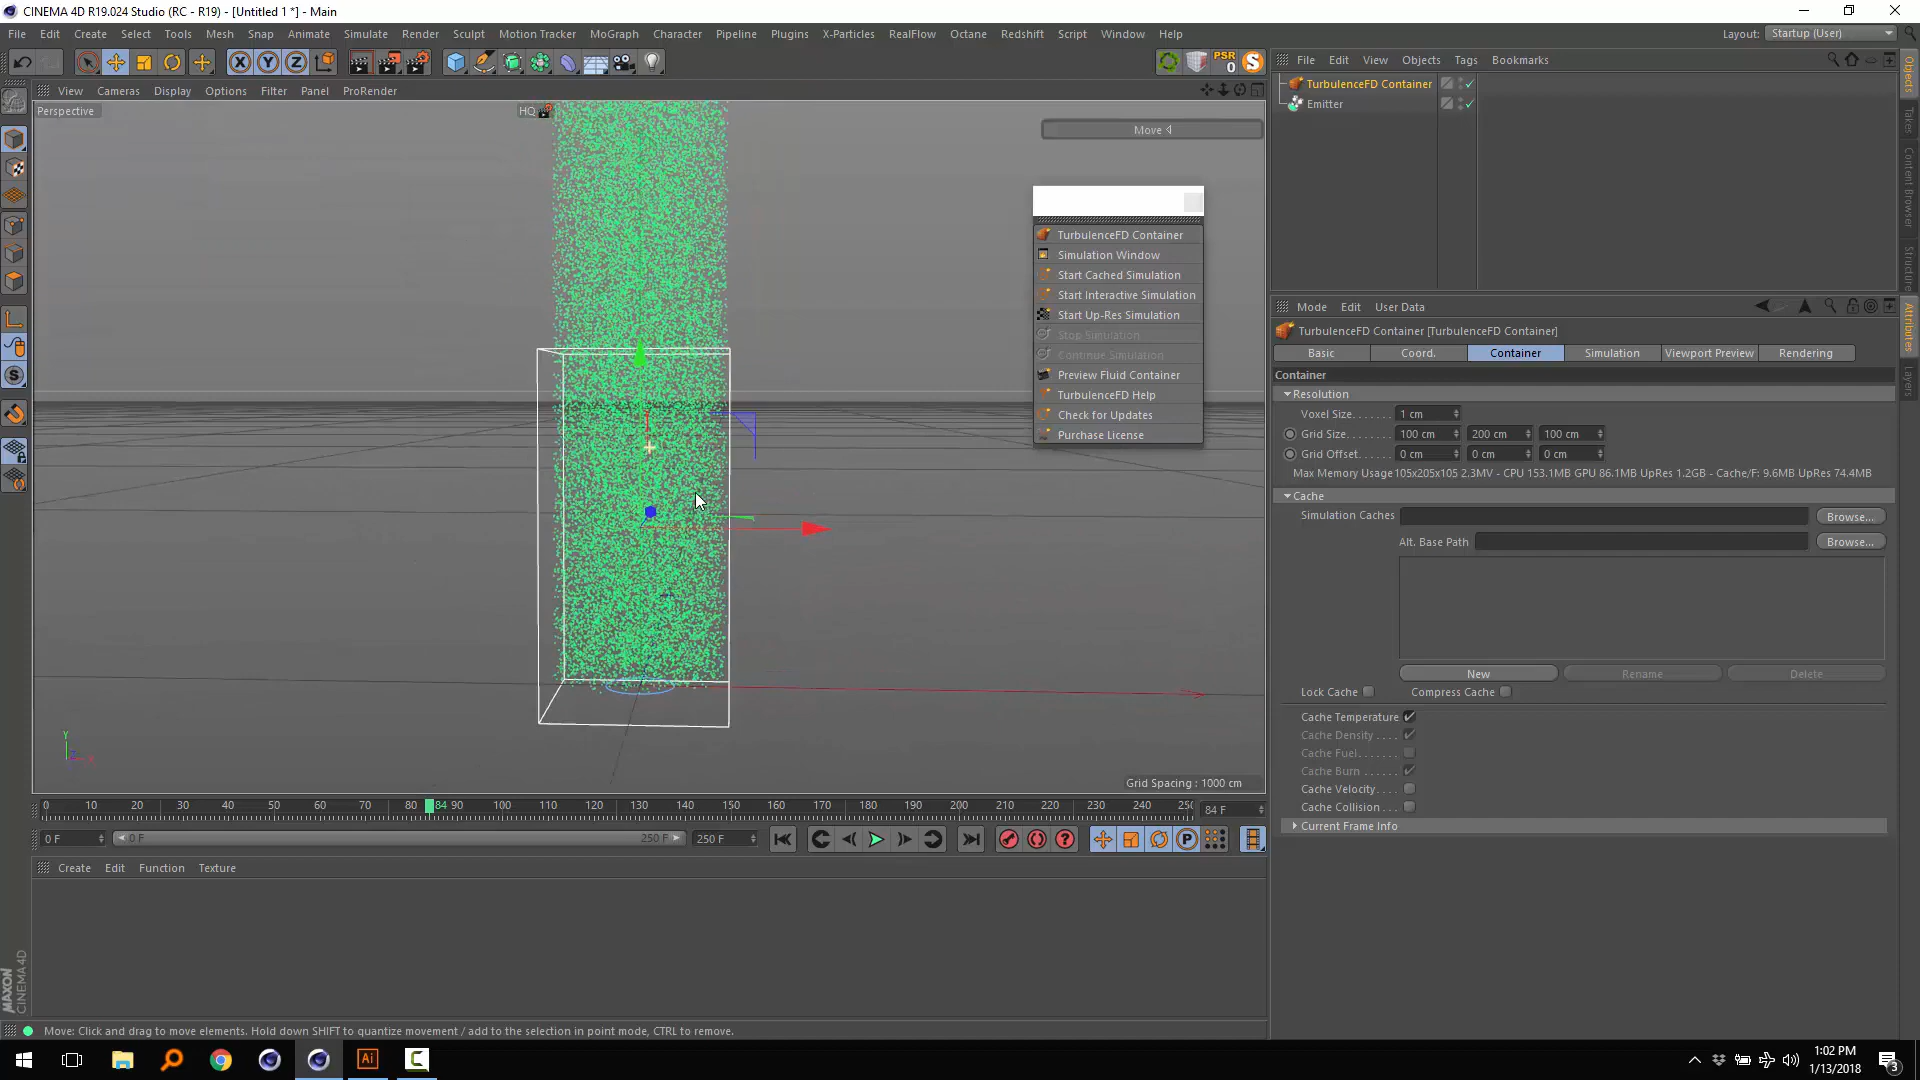 CINEMA 4D R19.024 Studio (RC - R19) - [Untitled 1 *] - Main
File Edit Create Select Tools Mesh Snap Animate Simulate Render Sculpt Motion Tracker MoGraph Character Pipeline Plugins X-Particles RealFlow Octane Redshift Script Window Help
Layout: Startup (User)
X Y Z
PSR
0
File Edit View Objects Tags Bookmarks
View Cameras Display Options Filter Panel ProRender
Perspective
HQ
Move
TurbulenceFD Container
Emitter
Objects
Takes
Content Browser
Structure
TurbulenceFD Container
Simulation Window
Start Cached Simulation
Start Interactive Simulation
Start Up-Res Simulation
Stop Simulation
Continue Simulation
Preview Fluid Container
TurbulenceFD Help
Check for Updates
Purchase License
Mode Edit User Data
TurbulenceFD Container [TurbulenceFD Container]
Basic Coord. Container Simulation Viewport Preview Rendering
Attributes
Layers
Container
Resolution
Voxel Size. . . . . . . 1 cm
Grid Size. . . . . . . 100 cm 200 cm 100 cm
Grid Offset. . . . . . 0 cm 0 cm 0 cm
Max Memory Usage 105x205x105 2.3MV - CPU 153.1MB GPU 86.1MB UpRes 1.2GB - Cache/F: 9.6MB UpRes 74.4MB
Cache
Simulation Caches Browse...
Alt. Base Path Browse...
New Rename Delete
Lock Cache Compress Cache
Cache Temperature
Cache Density . . . .
Cache Fuel. . . . . . .
Cache Burn . . . . . .
Cache Velocity. . . .
Cache Collision . . .
Current Frame Info
Y
Grid Spacing : 1000 cm
0 10 20 30 40 50 60 70 80 84 90 100 110 120 130 140 150 160 170 180 190 200 210 220 230 240 250 84 F
0 F 0 F 250 F 250 F
Create Edit Function Texture
MAXON
CINEMA 4D
Move: Click and drag to move elements. Hold down SHIFT to quantize movement / add to the selection in point mode, CTRL to remove.
Ai
1:02 PM
1/13/2018
3